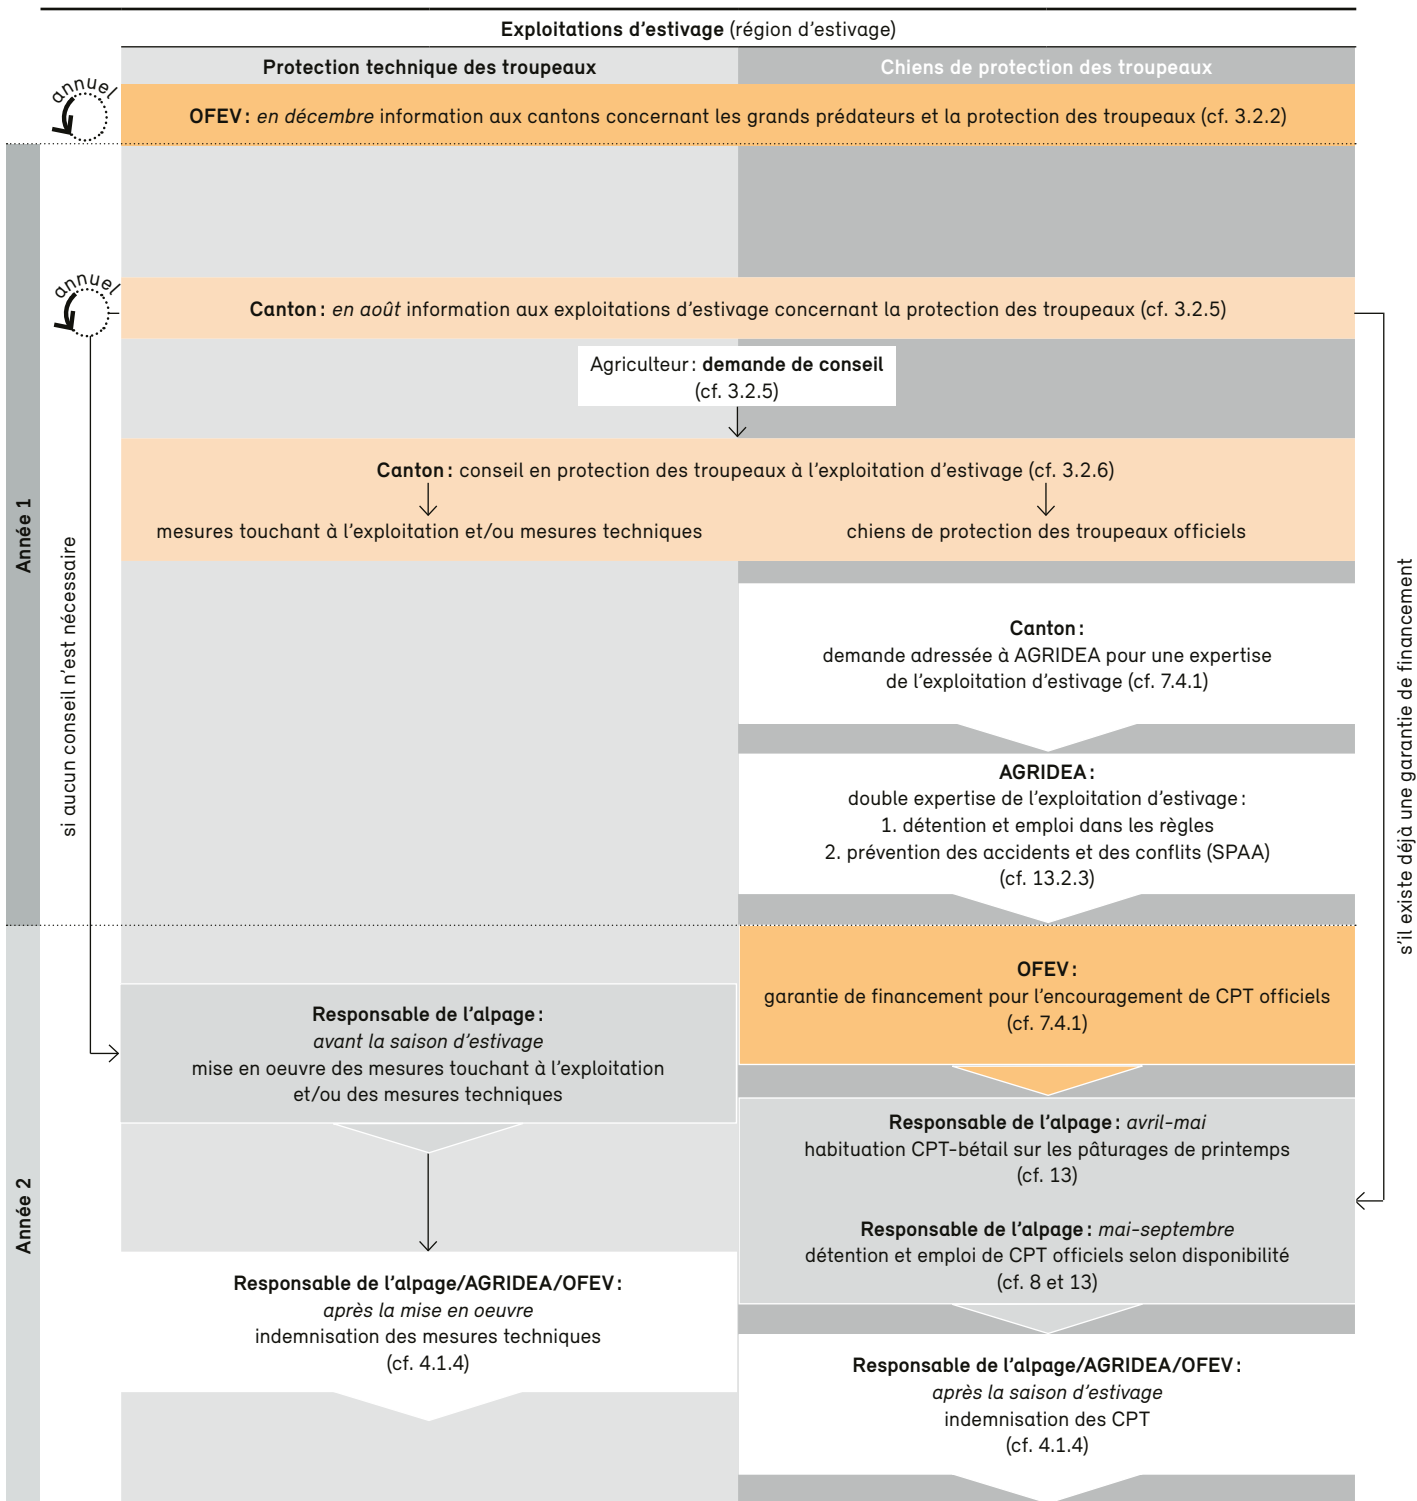 Exploitations d'estivage (région d'estivage)
Protection technique des troupeaux
Chiens de protection des troupeaux
annuel
OFEV: en décembre information aux cantons concernant les grands prédateurs et la protection des troupeaux (cf. 3.2.2)
Année 1
annuel
Canton: en août information aux exploitations d'estivage concernant la protection des troupeaux (cf. 3.2.5)
Agriculteur: demande de conseil
(cf. 3.2.5)
Canton: conseil en protection des troupeaux à l'exploitation d'estivage (cf. 3.2.6)
mesures touchant à l'exploitation et/ou mesures techniques
chiens de protection des troupeaux officiels
si aucun conseil n'est nécessaire
s'il existe déjà une garantie de financement
Canton:
demande adressée à AGRIDEA pour une expertise
de l'exploitation d'estivage (cf. 7.4.1)
AGRIDEA:
double expertise de l'exploitation d'estivage:
1. détention et emploi dans les règles
2. prévention des accidents et des conflits (SPAA)
(cf. 13.2.3)
Année 2
OFEV:
garantie de financement pour l'encouragement de CPT officiels
(cf. 7.4.1)
Responsable de l'alpage:
avant la saison d'estivage
mise en oeuvre des mesures touchant à l'exploitation
et/ou des mesures techniques
Responsable de l'alpage: avril-mai
habituation CPT-bétail sur les pâturages de printemps
(cf. 13)
Responsable de l'alpage: mai-septembre
détention et emploi de CPT officiels selon disponibilité
(cf. 8 et 13)
Responsable de l'alpage/AGRIDEA/OFEV:
après la mise en oeuvre
indemnisation des mesures techniques
(cf. 4.1.4)
Responsable de l'alpage/AGRIDEA/OFEV:
après la saison d'estivage
indemnisation des CPT
(cf. 4.1.4)